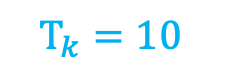 Tₖ = 10